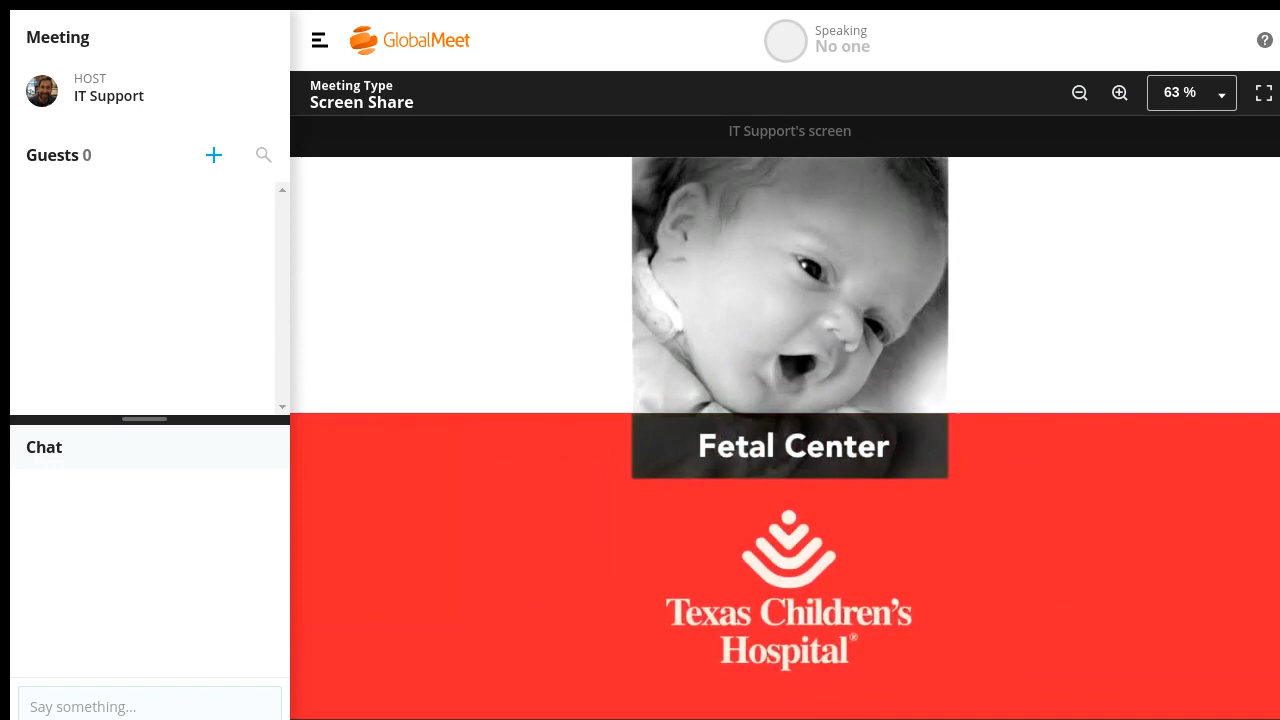 Meeting
HOST
IT Support
Guests 0
Chat
Say something...
GlobalMeet
Speaking
No one
?
Meeting Type
Screen Share
63 %
IT Support's screen
Fetal Center
Texas Children's
Hospital®